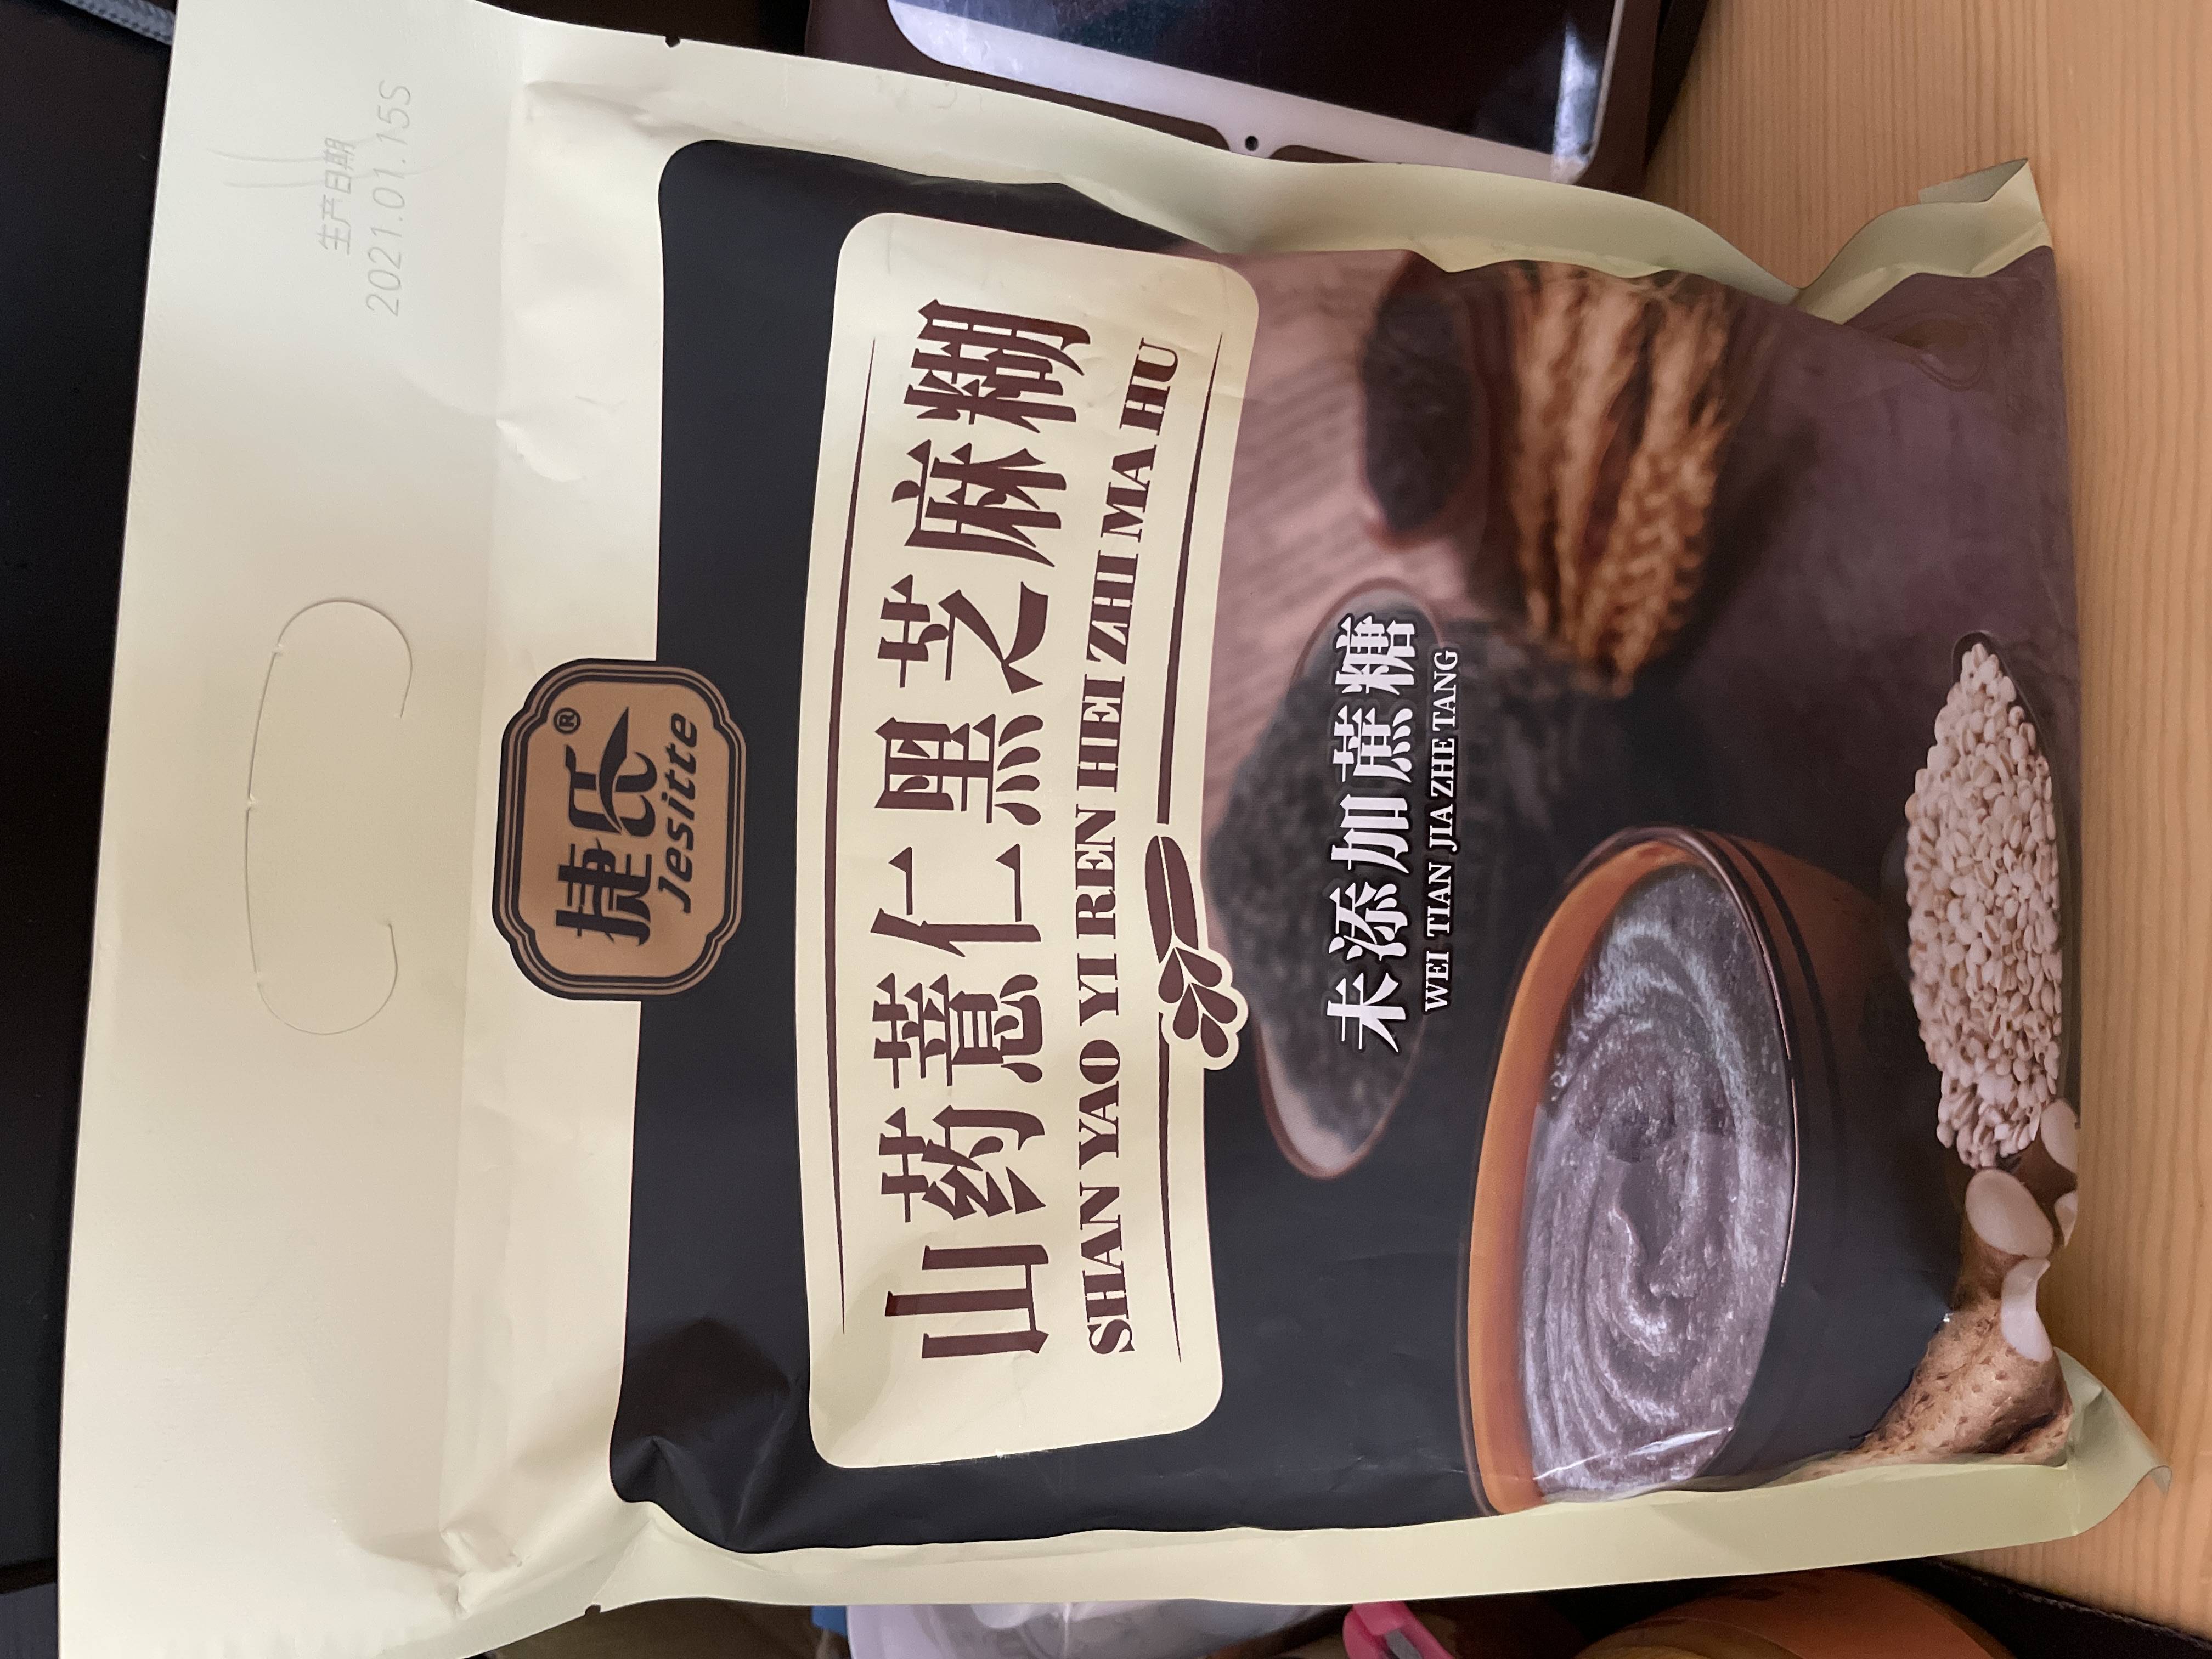 生产日期
2021.01.15S
捷氏®
Jesitte
山药薏仁黑芝麻糊
SHAN YAO YI REN HEI ZHI MA HU
未添加蔗糖
WEI TIAN JIA ZHE TANG